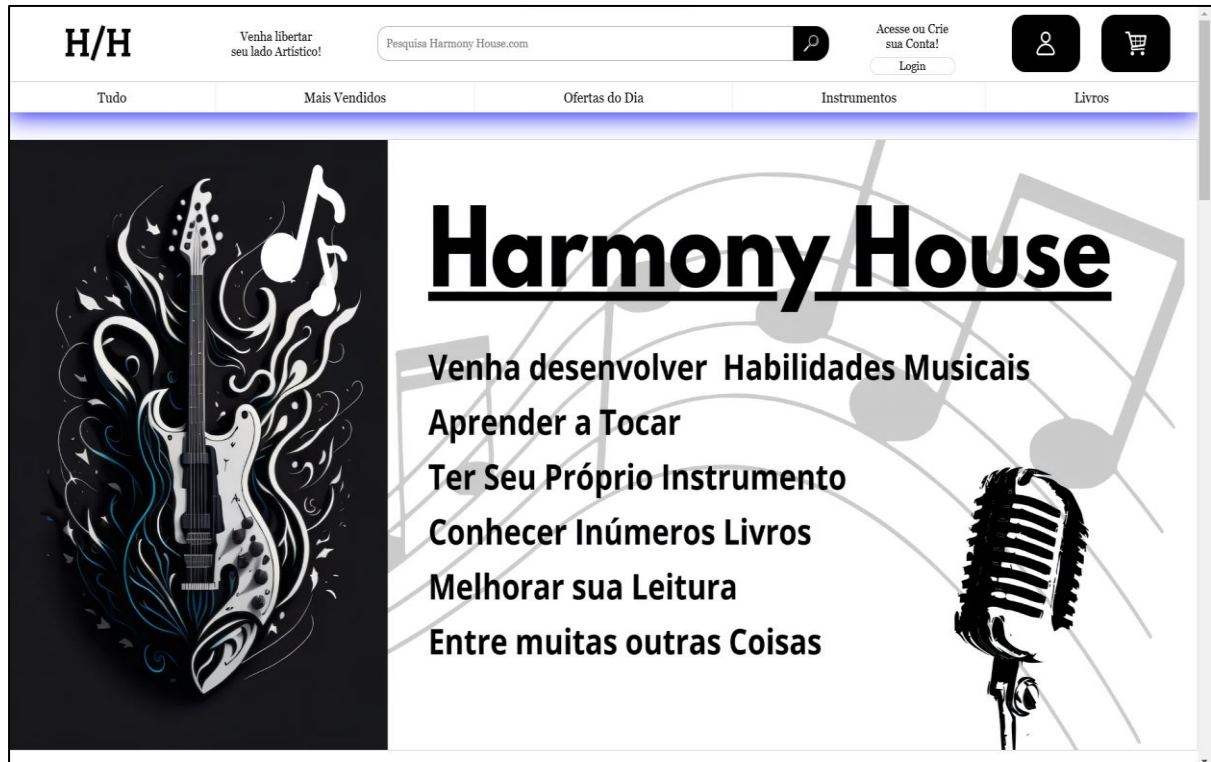 H/H
Venha libertar
seu lado Artístico!
Pesquisa Harmony House.com
Acesse ou Crie
sua Conta!
Login
Tudo
Mais Vendidos
Ofertas do Dia
Instrumentos
Livros
Harmony House
Venha desenvolver Habilidades Musicais
Aprender a Tocar
Ter Seu Próprio Instrumento
Conhecer Inúmeros Livros
Melhorar sua Leitura
Entre muitas outras Coisas